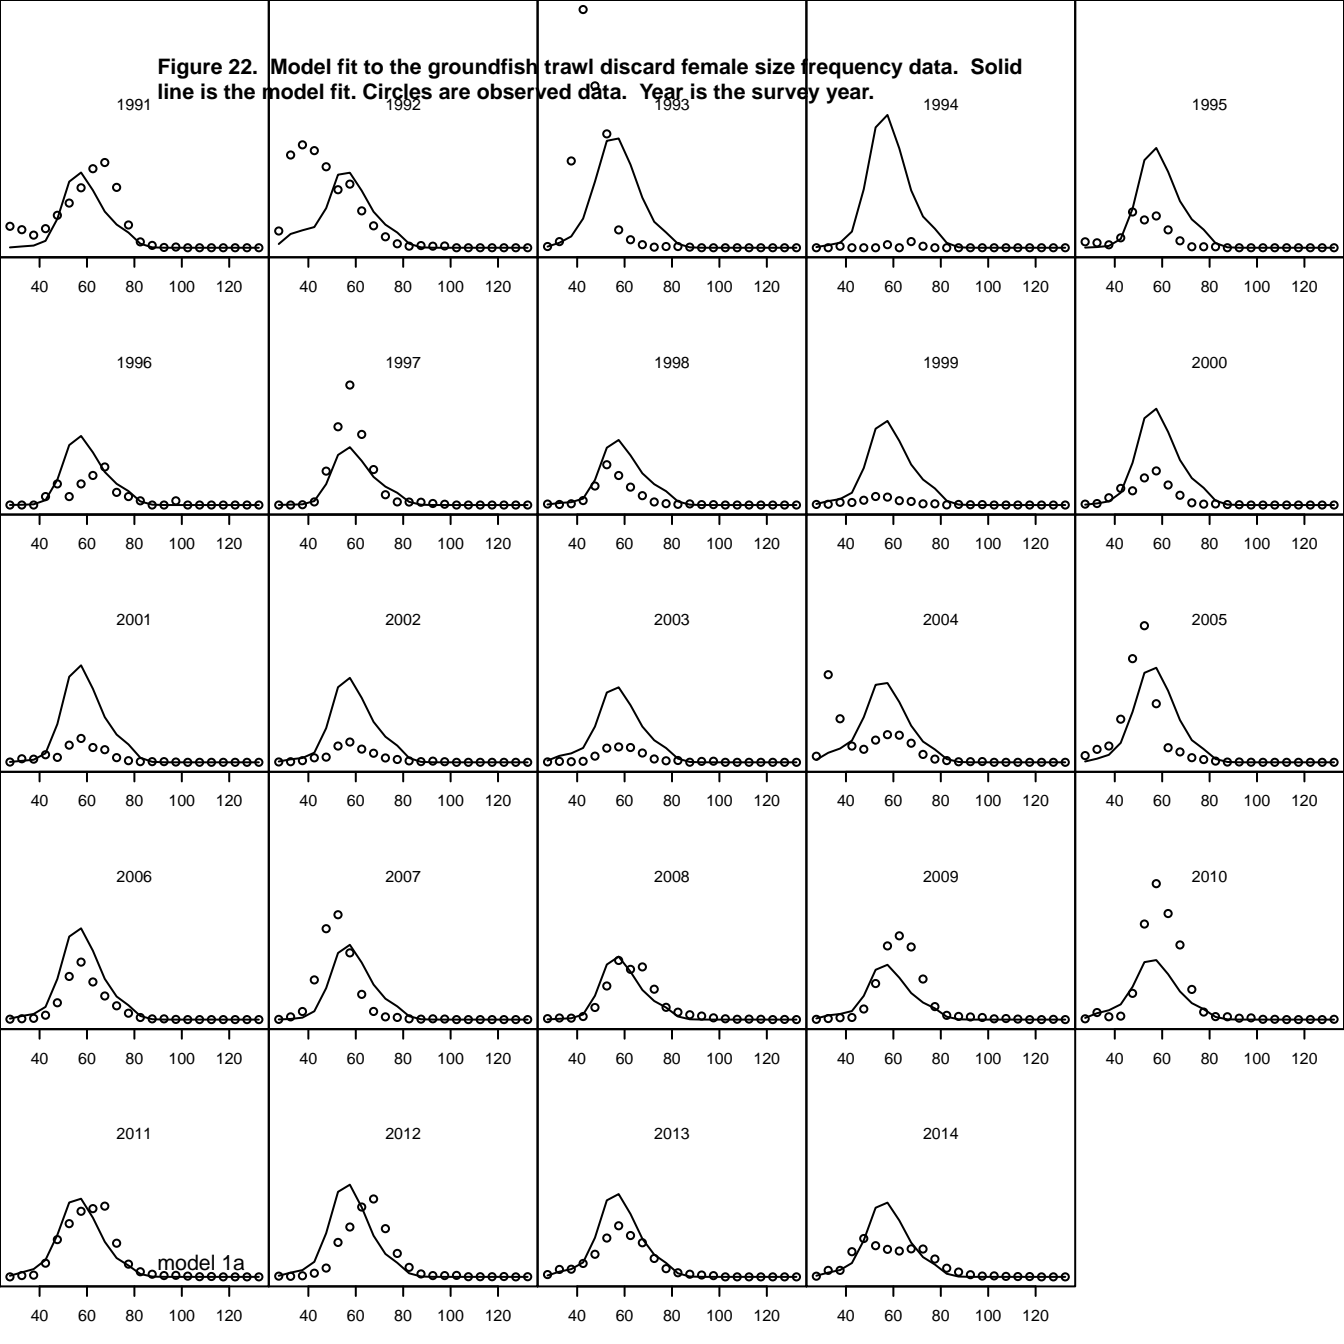 Figure 22. Model fit to the groundfish trawl discard female size frequency data. Solid
line is the model fit. Circles are observed data. Year is the survey year.
1991 1992 1993 1994 1995
40 60 80 100 120 40 60 80 100 120 40 60 80 100 120 40 60 80 100 120 40 60 80 100 120
1996 1997 1998 1999 2000
40 60 80 100 120 40 60 80 100 120 40 60 80 100 120 40 60 80 100 120 40 60 80 100 120
2001 2002 2003 2004 2005
40 60 80 100 120 40 60 80 100 120 40 60 80 100 120 40 60 80 100 120 40 60 80 100 120
2006 2007 2008 2009 2010
40 60 80 100 120 40 60 80 100 120 40 60 80 100 120 40 60 80 100 120 40 60 80 100 120
2011 2012 2013 2014
model 1a
40 60 80 100 120 40 60 80 100 120 40 60 80 100 120 40 60 80 100 120